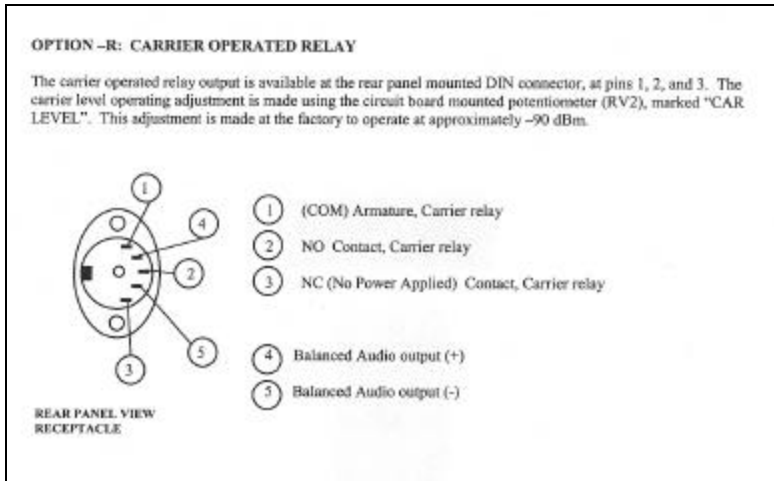 OPTION –R: CARRIER OPERATED RELAY
The carrier operated relay output is available at the rear panel mounted DIN connector, at pins 1, 2, and 3. The
carrier level operating adjustment is made using the circuit board mounted potentiometer (RV2), marked "CAR
LEVEL". This adjustment is made at the factory to operate at approximately –90 dBm.
1
4
2
5
3
1 (COM) Armature, Carrier relay
2 NO Contact, Carrier relay
3 NC (No Power Applied) Contact, Carrier relay
4 Balanced Audio output (+)
5 Balanced Audio output (-)
REAR PANEL VIEW
RECEPTACLE